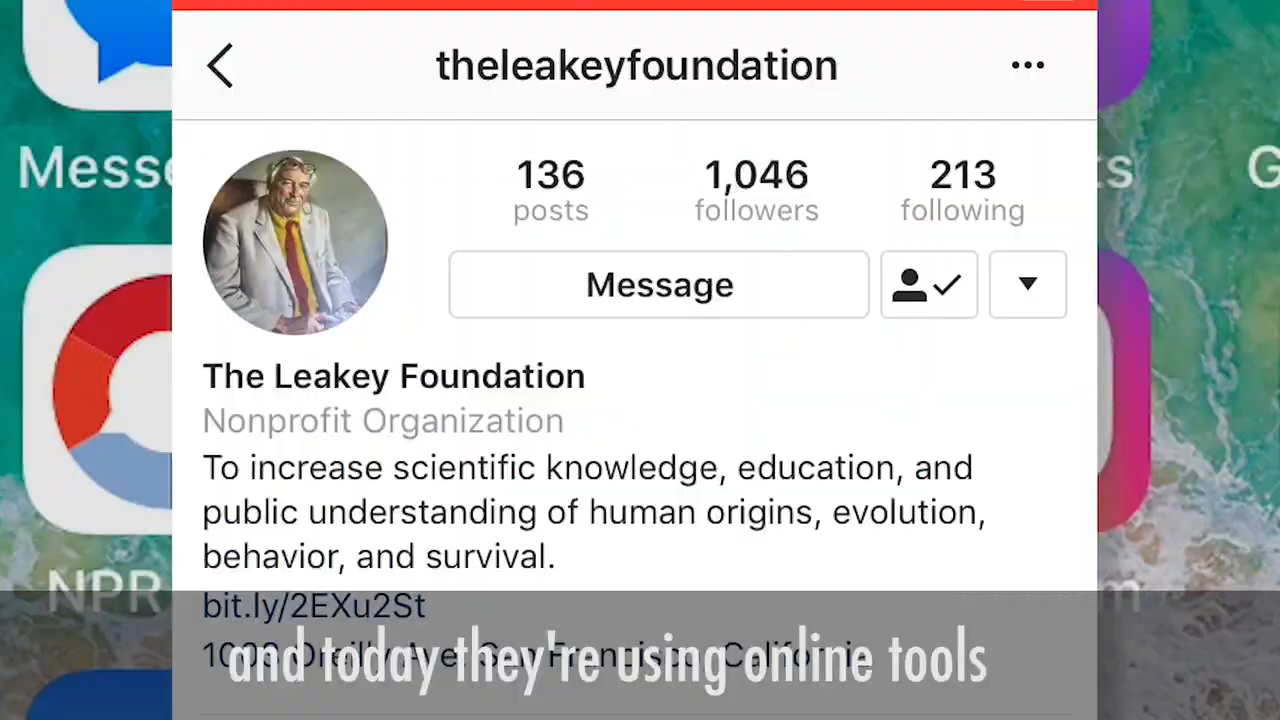 theleakeyfoundation
136
1,046
213
posts
followers
following
Message
The Leakey Foundation
Nonprofit Organization
To increase scientific knowledge, education, and
public understanding of human origins, evolution,
behavior, and survival.
bit.ly/2EXu2St
and today they're using online tools
Mess
NPR